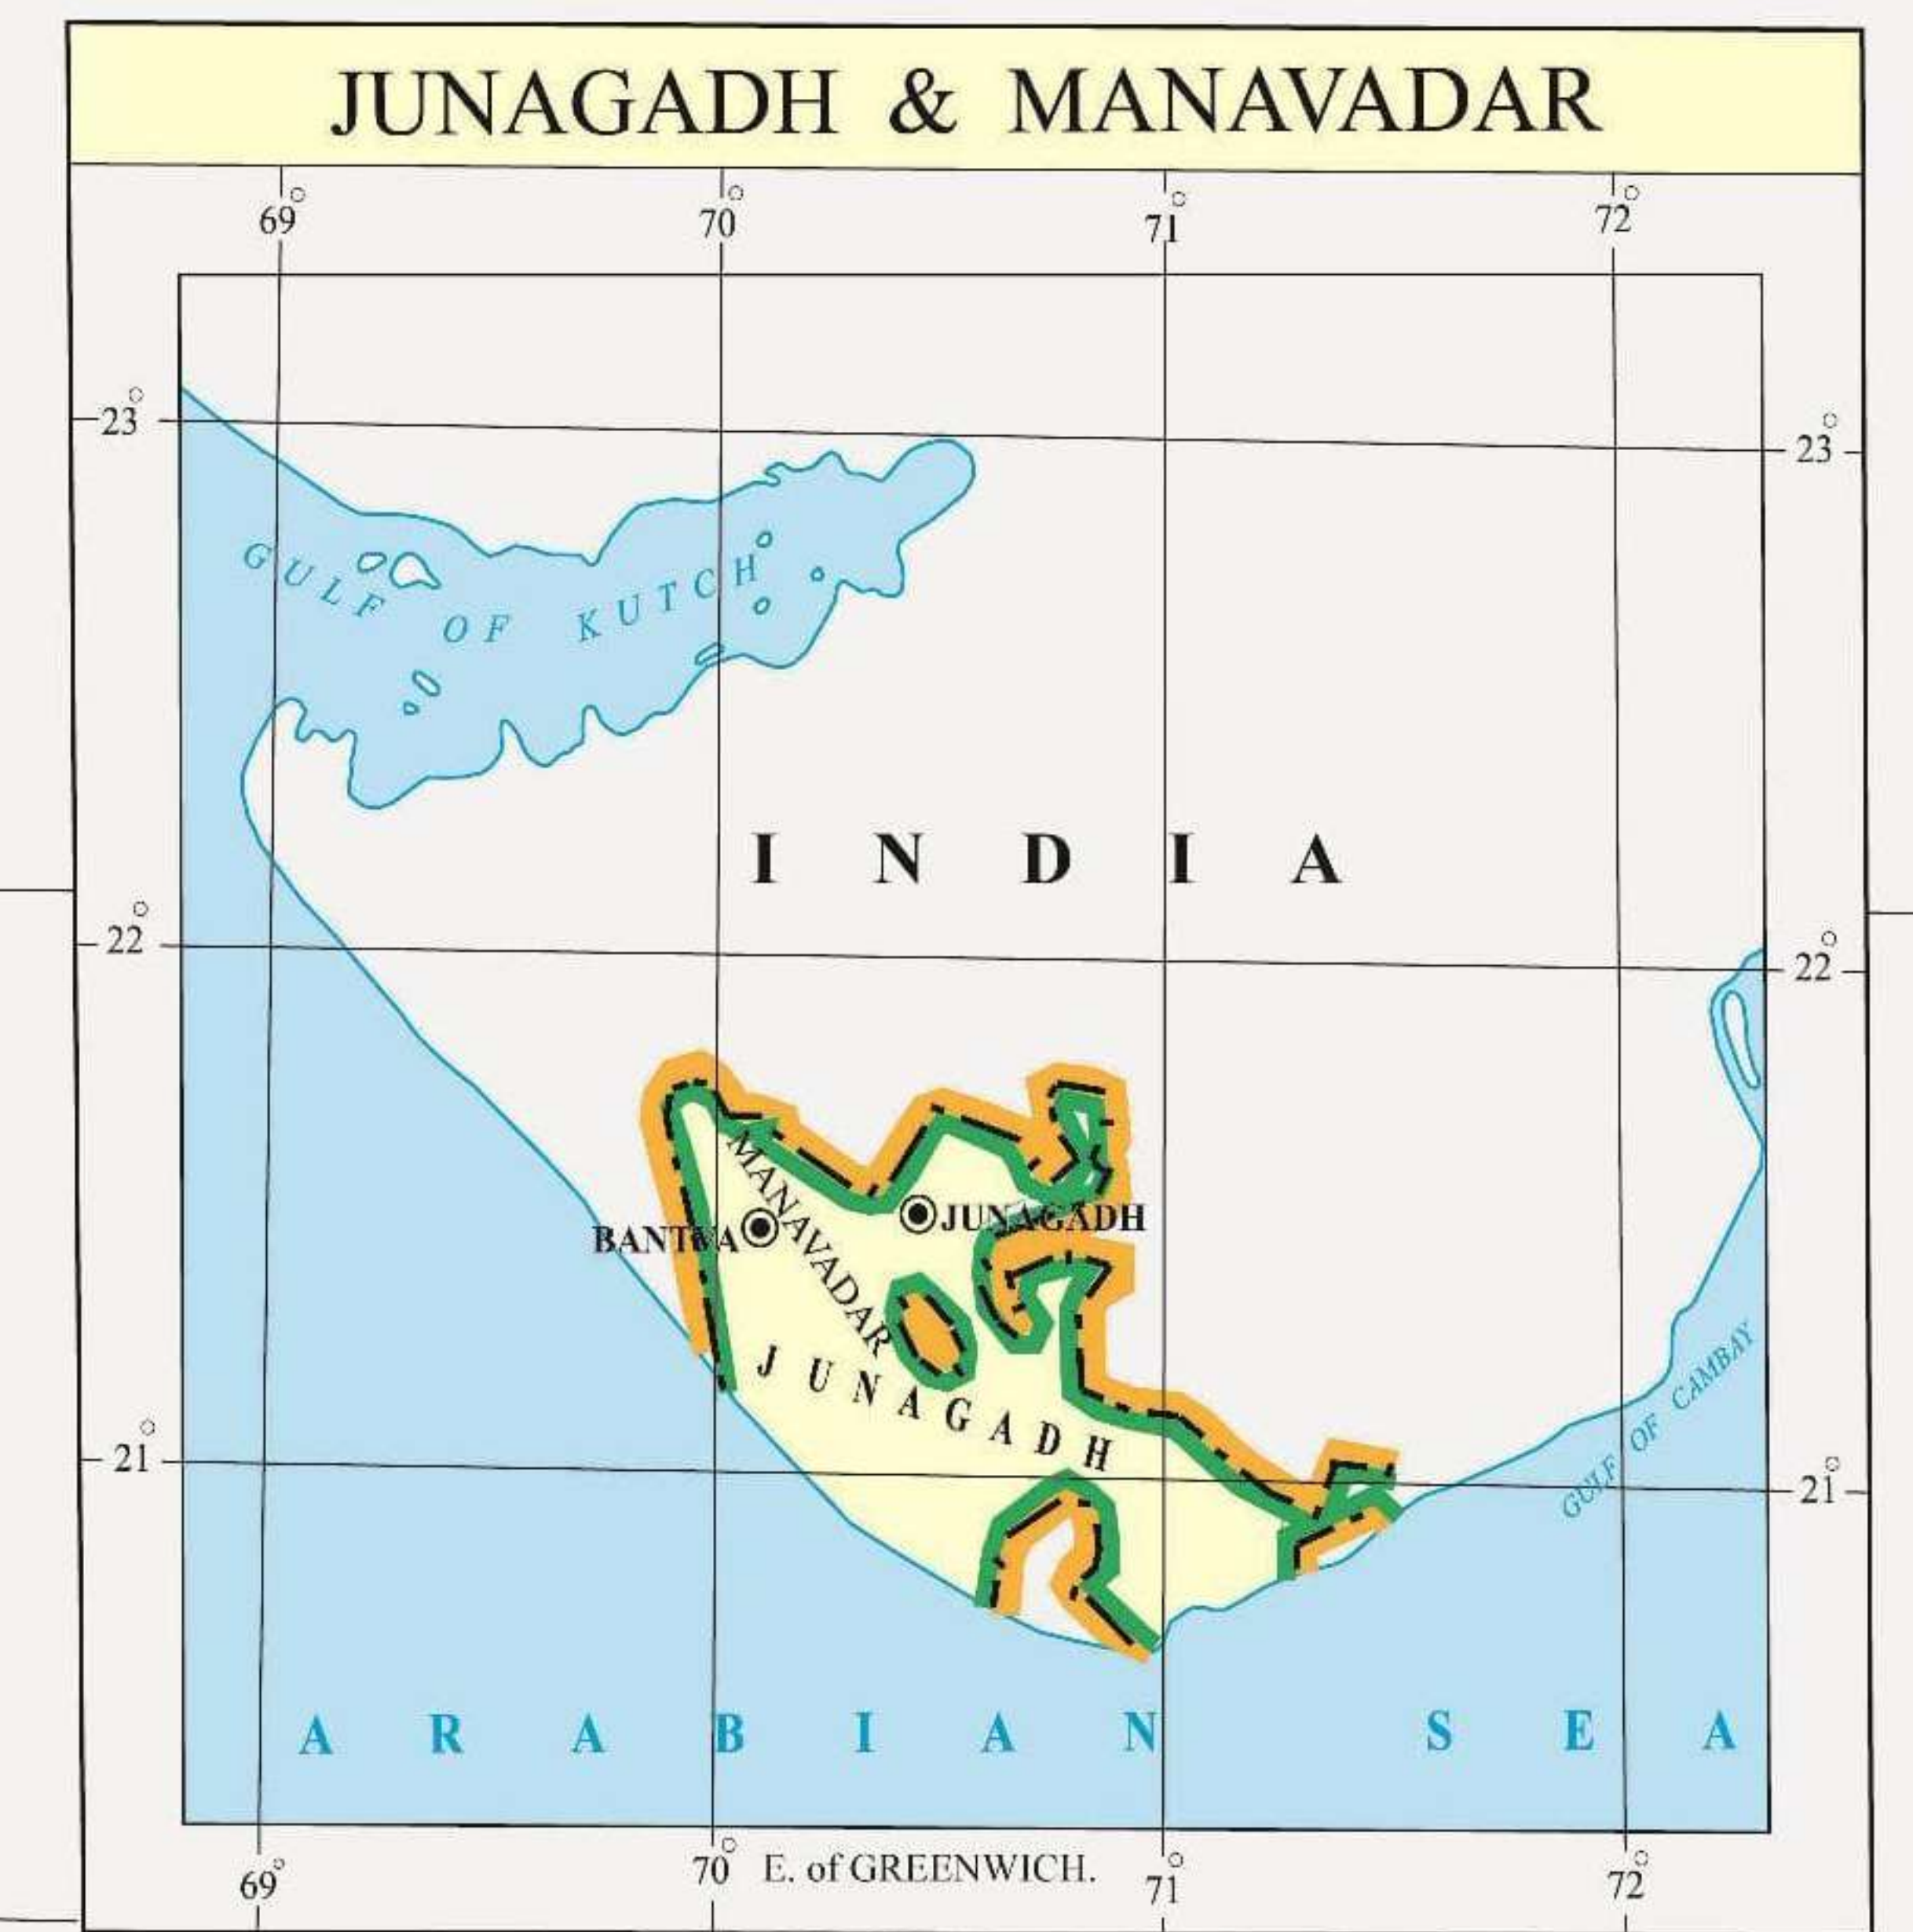 JUNAGADH & MANAVADAR
69° 70° 71° 72°
23° 23°
GULF OF KUTCH
INDIA
22° 22°
MANAVADAR
BANTVA JUNAGADH
JUNAGADH
GULF OF CAMBAY
21° 21°
ARABIAN SEA
69° 70° E. of GREENWICH. 71° 72°